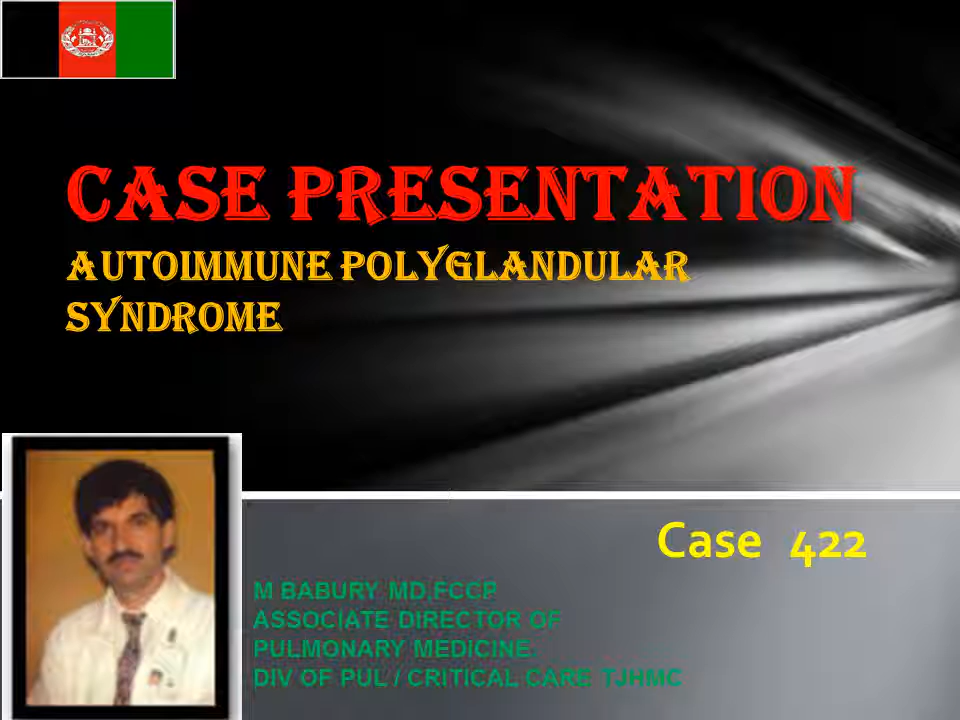 CASE PRESENTATION
AUTOIMMUNE POLYGLANDULAR
SYNDROME
Case 422
M BABURY MD,FCCP
ASSOCIATE DIRECTOR OF
PULMONARY MEDICINE.
DIV OF PUL / CRITICAL CARE TJHMC